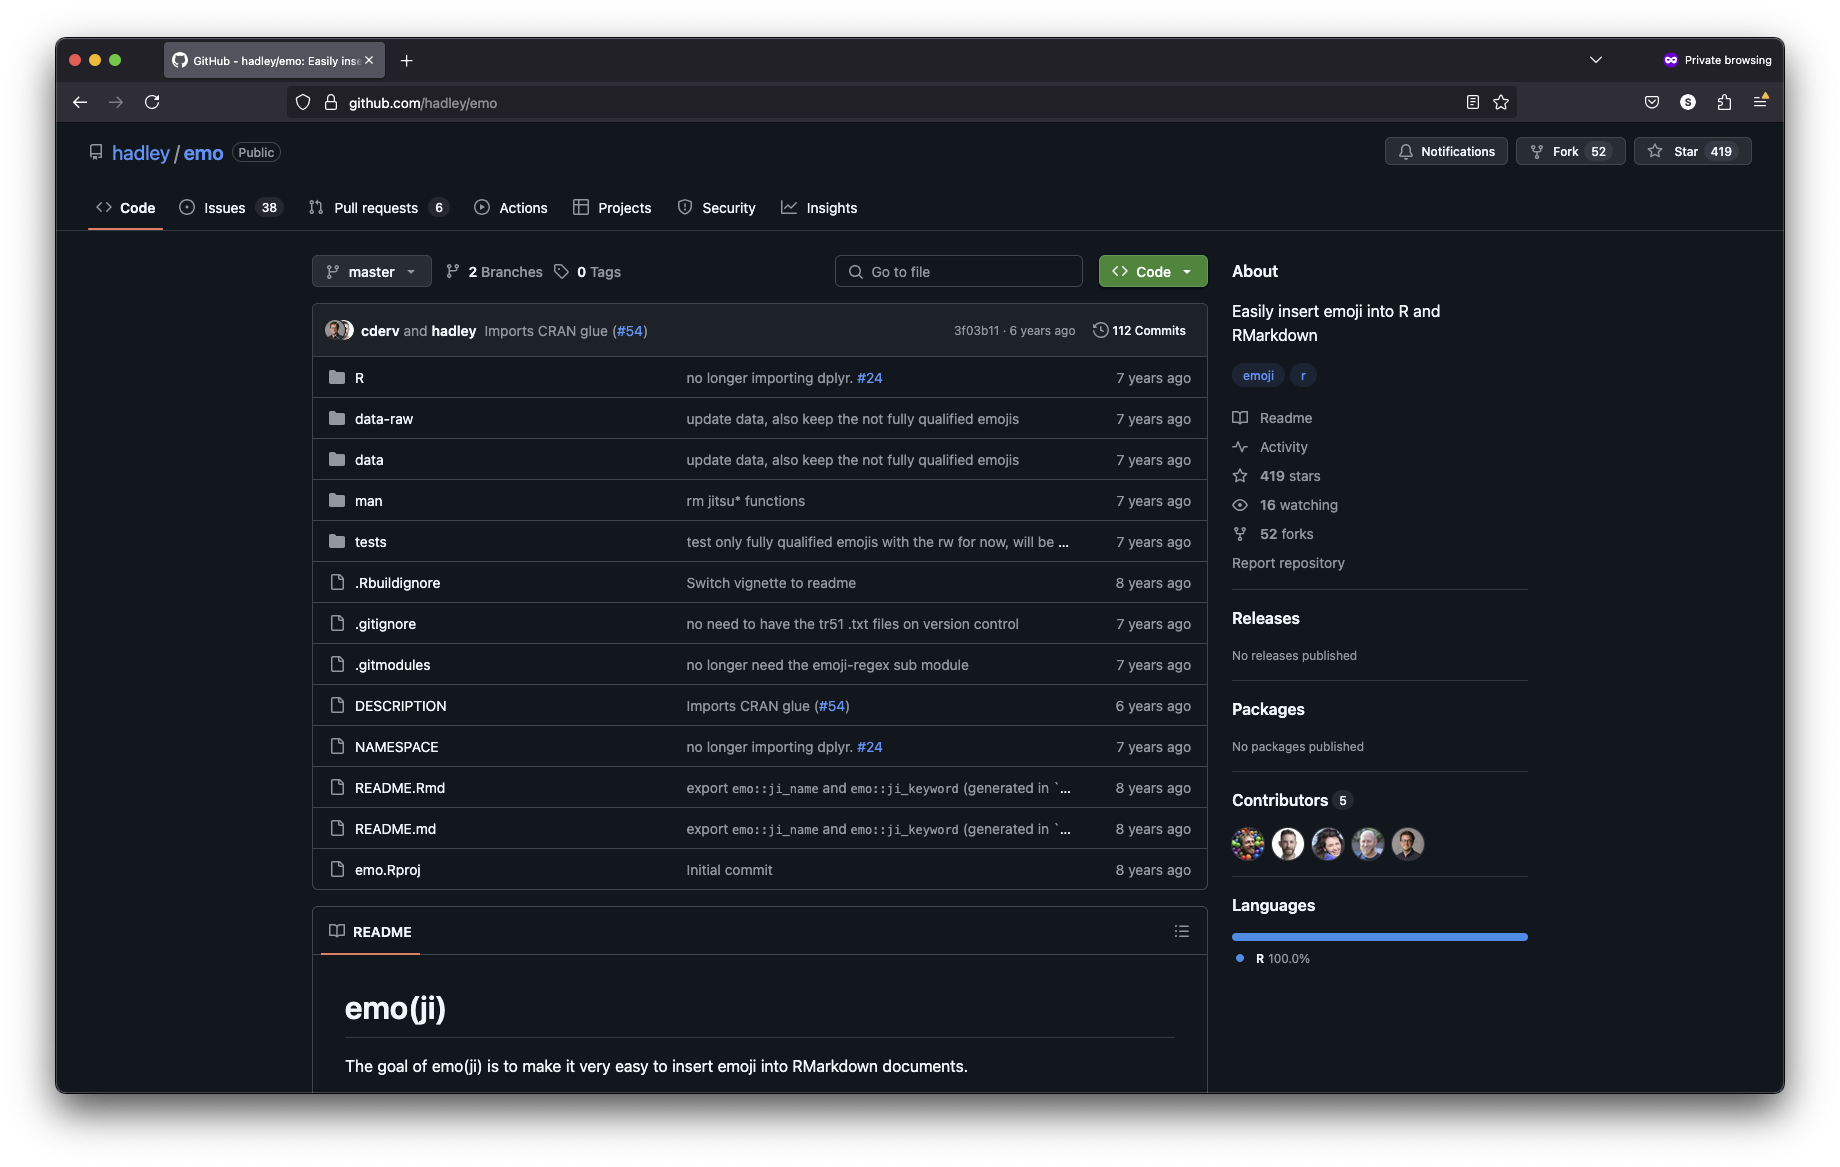 GitHub - hadley/emo: Easily inse
Private browsing
github.com/hadley/emo
S
hadley / emo Public
Notifications Fork 52 Star 419
Code Issues 38 Pull requests 6 Actions Projects Security Insights
master 2 Branches 0 Tags Go to file Code
cderv and hadley Imports CRAN glue (#54) 3f03b11 · 6 years ago 112 Commits
R no longer importing dplyr. #24 7 years ago
data-raw update data, also keep the not fully qualified emojis 7 years ago
data update data, also keep the not fully qualified emojis 7 years ago
man rm jitsu* functions 7 years ago
tests test only fully qualified emojis with the rw for now, will be ... 7 years ago
.Rbuildignore Switch vignette to readme 8 years ago
.gitignore no need to have the tr51 .txt files on version control 7 years ago
.gitmodules no longer need the emoji-regex sub module 7 years ago
DESCRIPTION Imports CRAN glue (#54) 6 years ago
NAMESPACE no longer importing dplyr. #24 7 years ago
README.Rmd export emo::ji_name and emo::ji_keyword (generated in `... 8 years ago
README.md export emo::ji_name and emo::ji_keyword (generated in `... 8 years ago
emo.Rproj Initial commit 8 years ago
README
emo(ji)
The goal of emo(ji) is to make it very easy to insert emoji into RMarkdown documents.
About
Easily insert emoji into R and
RMarkdown
emoji r
Readme
Activity
419 stars
16 watching
52 forks
Report repository
Releases
No releases published
Packages
No packages published
Contributors 5
Languages
R 100.0%